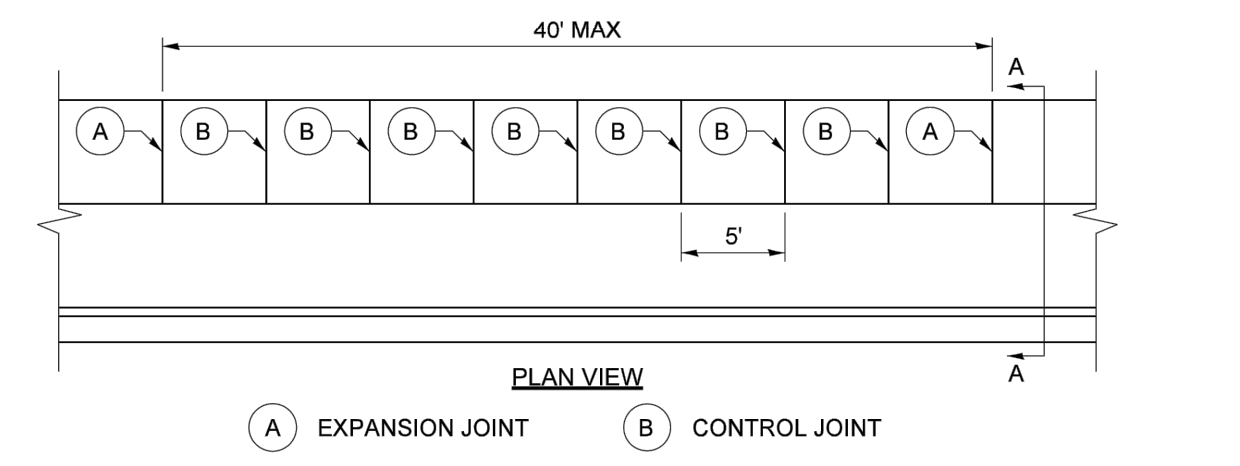 40' MAX
A
A B B B B B B B A
5'
A
PLAN VIEW
A EXPANSION JOINT B CONTROL JOINT